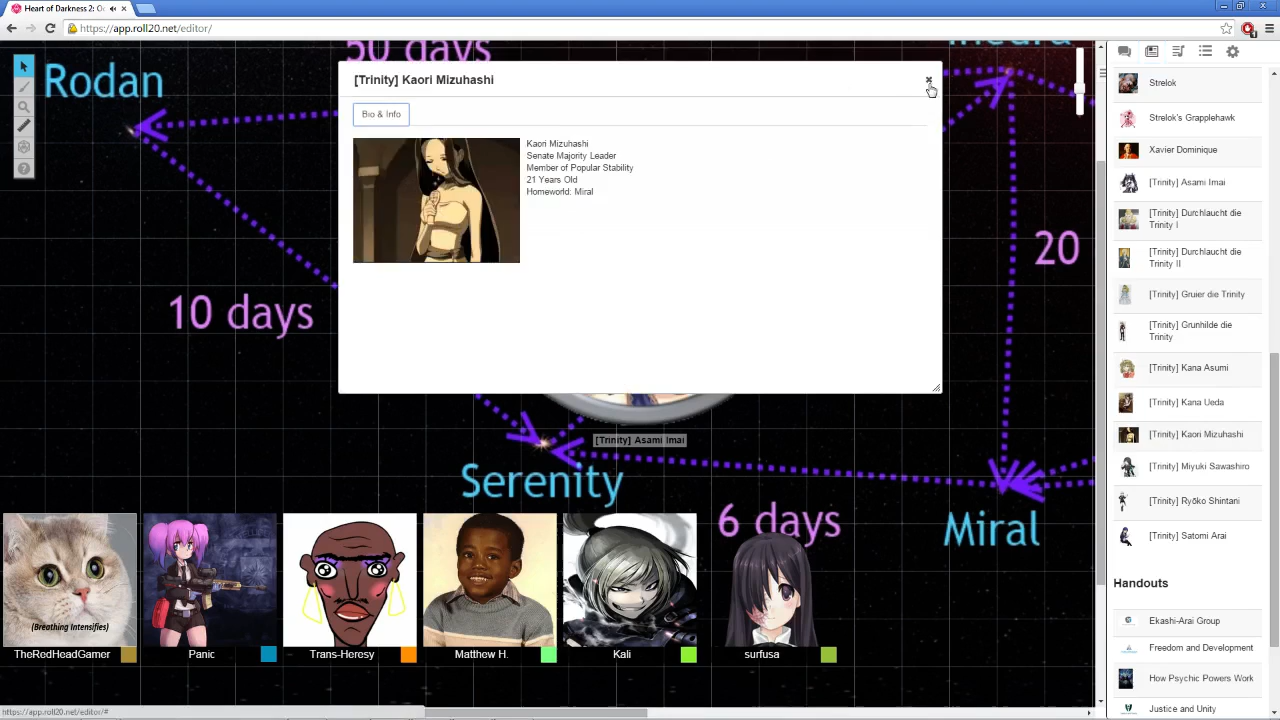 Heart of Darkness 2: Oc
https://app.roll20.net/editor/
50 days
Rodan
10 days
20
Serenity
6 days
Miral
[Trinity] Kaori Mizuhashi
Bio & Info
Kaori Mizuhashi
Senate Majority Leader
Member of Popular Stability
21 Years Old
Homeworld: Miral
[Trinity] Asami Imai
(Breathing Intensifies)
TheRedHeadGamer
Panic
Trans-Heresy
Matthew H.
Kali
surfusa
Strelok
Strelok's Grapplehawk
Xavier Dominique
[Trinity] Asami Imai
[Trinity] Durchlaucht die
Trinity I
[Trinity] Durchlaucht die
Trinity II
[Trinity] Gruier die Trinity
[Trinity] Grunhilde die
Trinity
[Trinity] Kana Asumi
[Trinity] Kana Ueda
[Trinity] Kaori Mizuhashi
[Trinity] Miyuki Sawashiro
[Trinity] Ryōko Shintani
[Trinity] Satomi Arai
Handouts
Ekashi-Arai Group
Freedom and Development
How Psychic Powers Work
Justice and Unity
https://app.roll20.net/editor/#